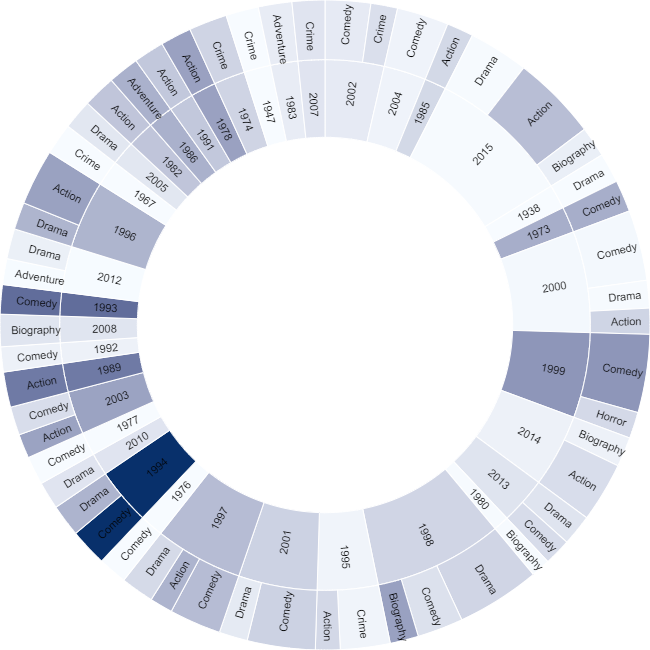 2002
Comedy
Crime
2004
Comedy
1985
Action
2015
Drama
Action
Biography
1938
Drama
1973
Comedy
2000
Comedy
Drama
Action
1999
Comedy
2014
Horror
Biography
Action
2013
Drama
Comedy
1980
Biography
1998
Drama
Comedy
Biography
1995
Crime
Action
2001
Comedy
Drama
1997
Comedy
Action
Drama
1976
Comedy
1994
Comedy
Drama
2010
Drama
1977
Comedy
2003
Action
Comedy
1989
Action
1992
Comedy
2008
Biography
1993
Comedy
2012
Adventure
Drama
1996
Drama
Action
1967
Crime
2005
Drama
1982
Action
1986
Adventure
1991
Action
1978
Action
1974
Crime
1947
Crime
1983
Adventure
2007
Crime